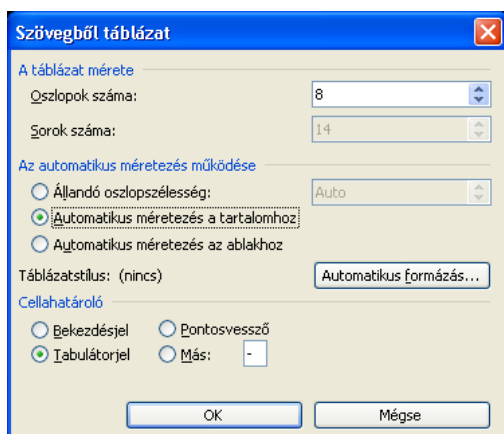 Szövegből táblázat
A táblázat mérete
Oszlopok száma: 8
Sorok száma: 14
Az automatikus méretezés működése
Állandó oszlopszélesség: Auto
Automatikus méretezés a tartalomhoz
Automatikus méretezés az ablakhoz
Táblázatstílus: (nincs) Automatikus formázás...
Cellahatároló
Bekezdésjel Pontosvessző
Tabulátorjel Más: -
OK Mégse